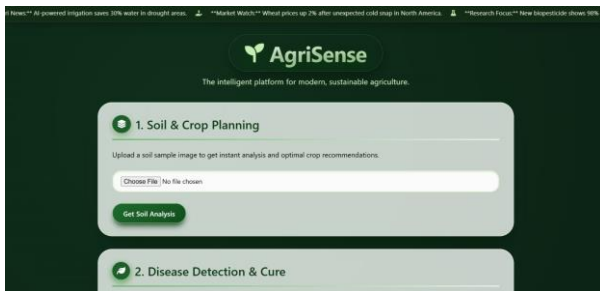 t News:** AI-powered irrigation saves 30% water in drought areas. **Market Watch:** Wheat prices up 2% after unexpected cold snap in North America. **Research Focus:** New biopesticide shows 98%
AgriSense
The intelligent platform for modern, sustainable agriculture.
1. Soil & Crop Planning
Upload a soil sample image to get instant analysis and optimal crop recommendations.
Choose File No file chosen
Get Soil Analysis
2. Disease Detection & Cure